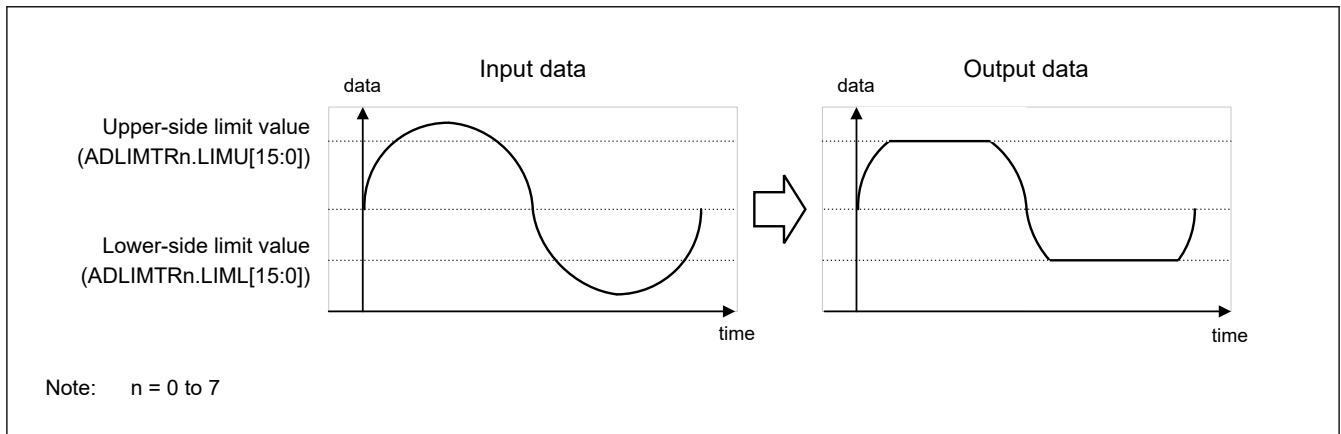 Input data
Output data
data
data
Upper-side limit value
(ADLIMTRn.LIMU[15:0])
Lower-side limit value
(ADLIMTRn.LIML[15:0])
time
time
Note: n = 0 to 7